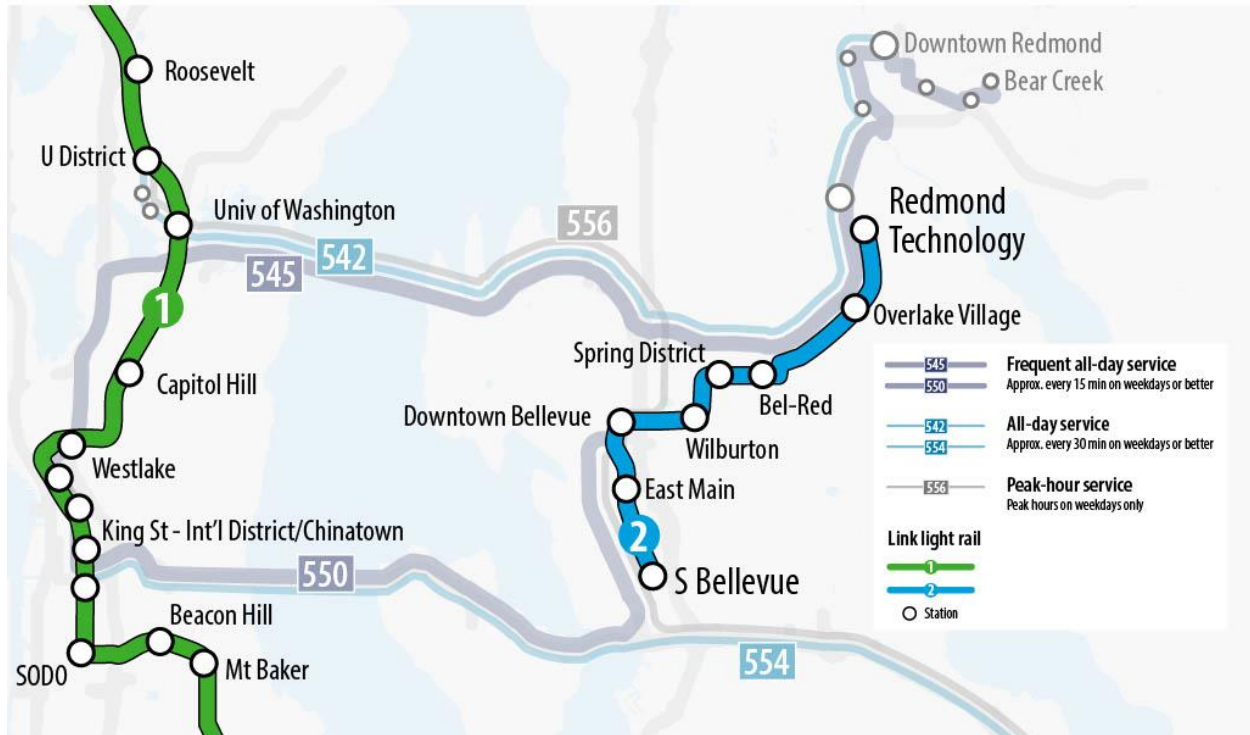 Downtown Redmond
Bear Creek
Roosevelt
U District
Univ of Washington
556
542
545
Redmond
Technology
1
Overlake Village
Spring District
Capitol Hill
Bel-Red
Downtown Bellevue
Wilburton
Westlake
East Main
King St - Int'l District/Chinatown
2
550
S Bellevue
Beacon Hill
SODO
Mt Baker
554
545
Frequent all-day service
550
Approx. every 15 min on weekdays or better
542
All-day service
554
Approx. every 30 min on weekdays or better
556
Peak-hour service
Peak hours on weekdays only
Link light rail
1
2
Station